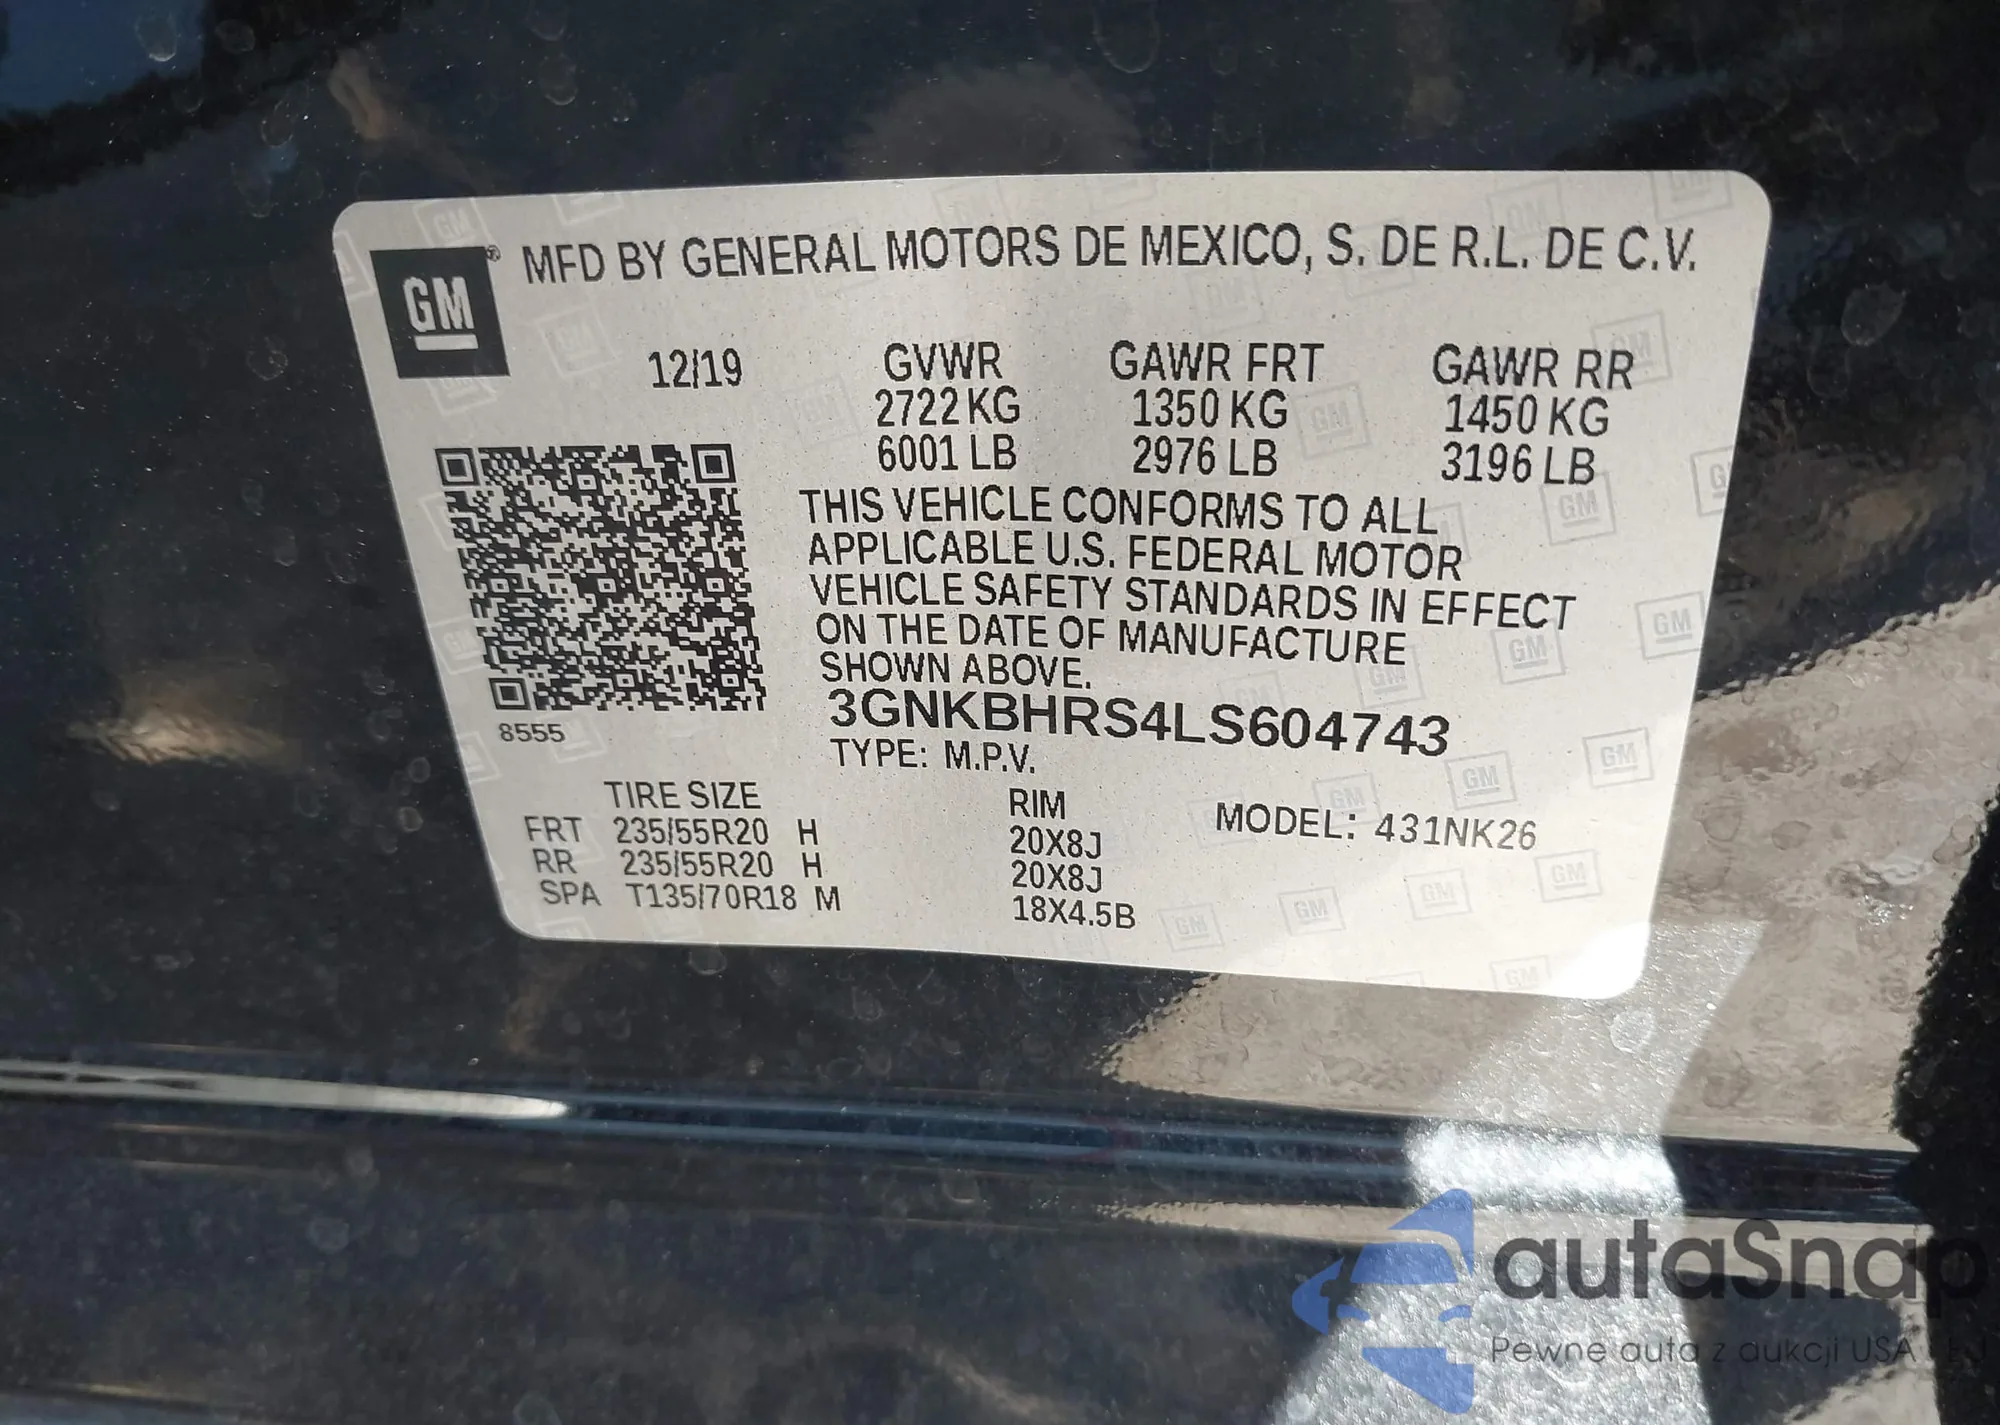 GM® MFD BY GENERAL MOTORS DE MEXICO, S. DE R.L. DE C.V.
12/19 GVWR GAWR FRT GAWR RR
2722 KG 1350 KG 1450 KG
6001 LB 2976 LB 3196 LB
THIS VEHICLE CONFORMS TO ALL
APPLICABLE U.S. FEDERAL MOTOR
VEHICLE SAFETY STANDARDS IN EFFECT
ON THE DATE OF MANUFACTURE
SHOWN ABOVE.
3GNKBHRS4LS604743
8555
TYPE: M.P.V.
TIRE SIZE RIM MODEL: 431NK26
FRT 235/55R20 H 20X8J
RR 235/55R20 H 20X8J
SPA T135/70R18 M 18X4.5B
autaSnap
Pewne auta z aukcji USA